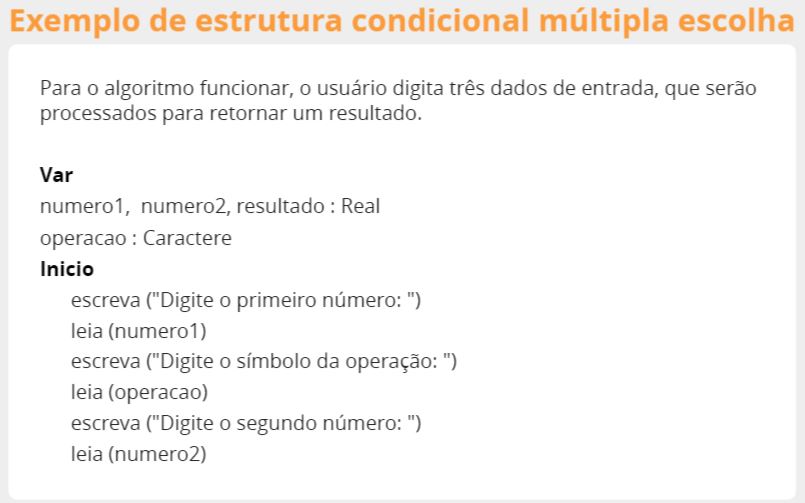 Exemplo de estrutura condicional múltipla escolha
Para o algoritmo funcionar, o usuário digita três dados de entrada, que serão
processados para retornar um resultado.
Var
numero1,  numero2, resultado : Real
operacao : Caractere
Inicio
escreva ("Digite o primeiro número: ")
leia (numero1)
escreva ("Digite o símbolo da operação: ")
leia (operacao)
escreva ("Digite o segundo número: ")
leia (numero2)